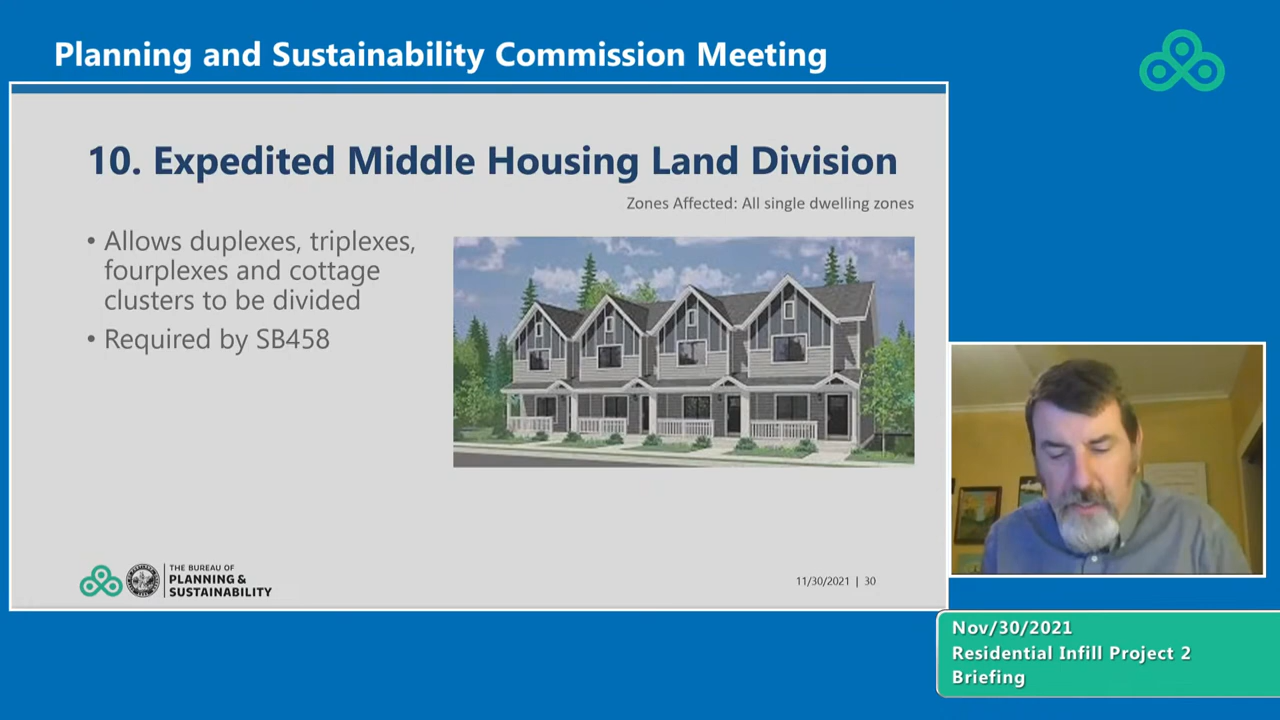 Planning and Sustainability Commission Meeting
10. Expedited Middle Housing Land Division
Zones Affected: All single dwelling zones
• Allows duplexes, triplexes,
fourplexes and cottage
clusters to be divided
• Required by SB458
THE BUREAU OF
PLANNING &
SUSTAINABILITY
11/30/2021 | 30
Nov/30/2021
Residential Infill Project 2
Briefing